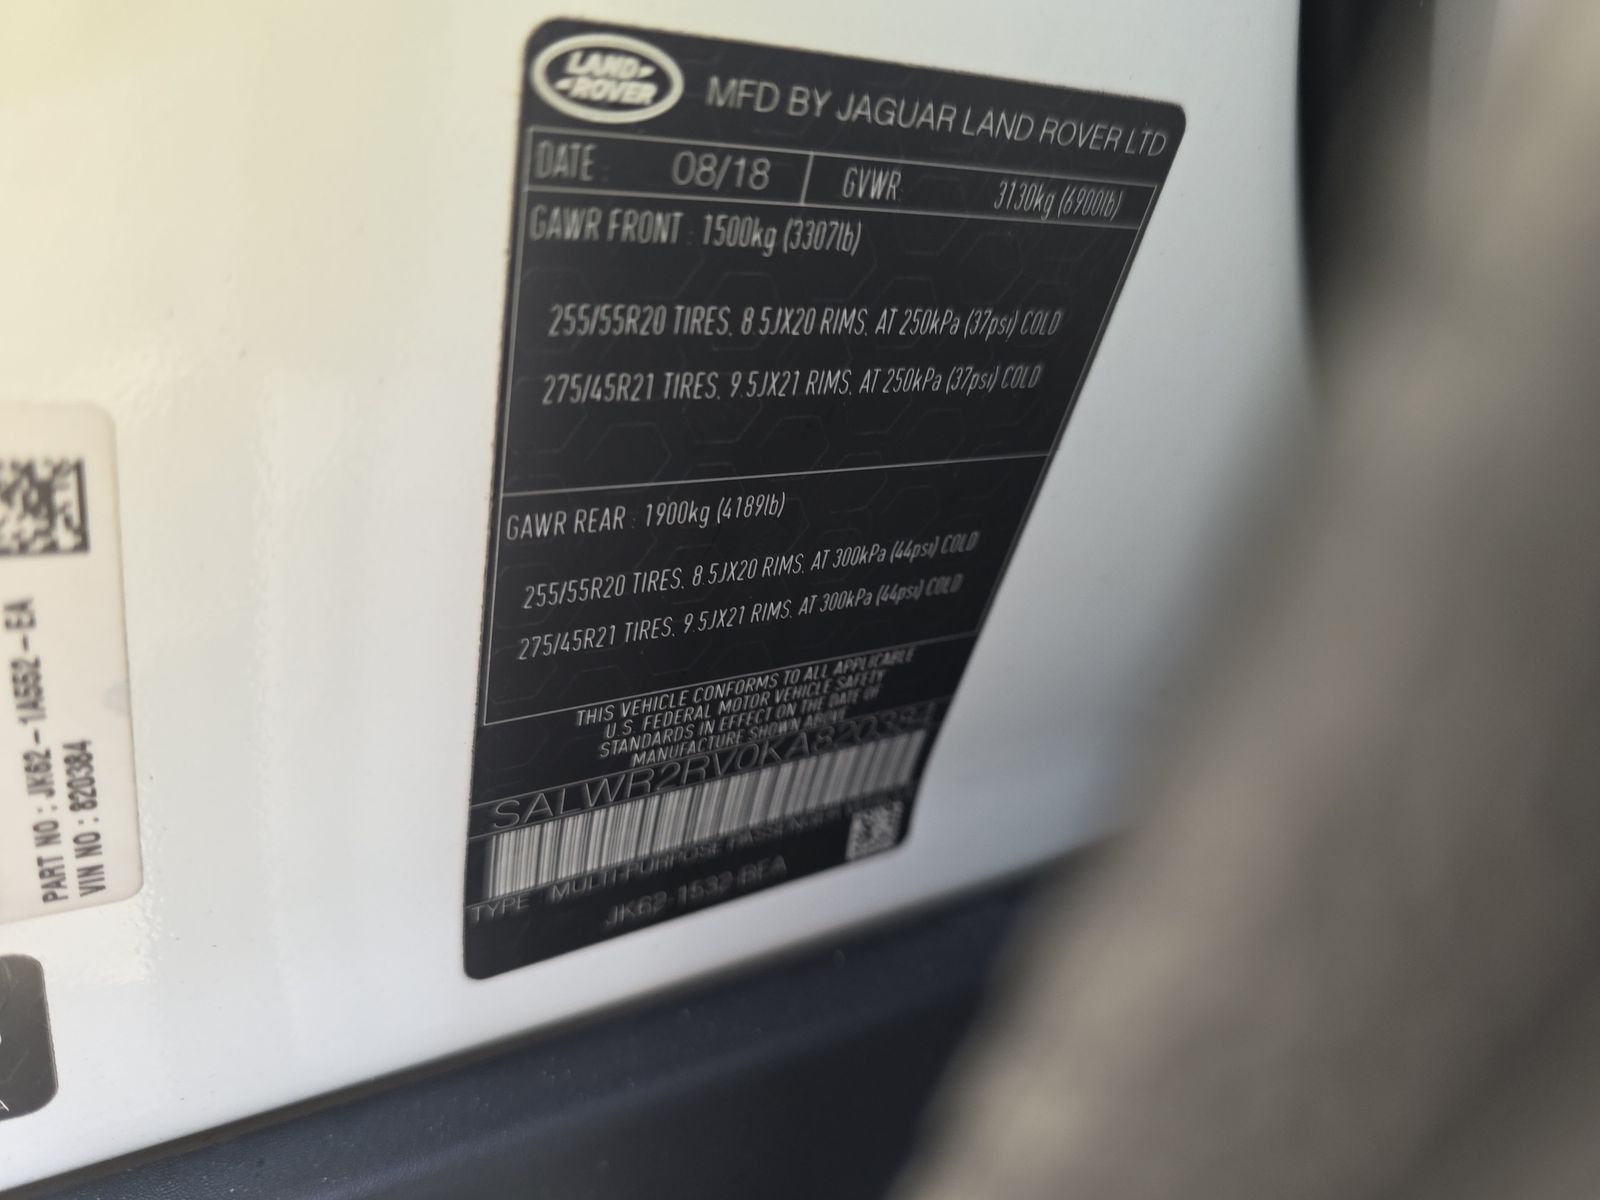 LAND
ROVER
MFD BY JAGUAR LAND ROVER LTD
DATE : 08/18 GVWR: 3130kg (6900lb)
GAWR FRONT : 1500kg (3307lb)
255/55R20 TIRES, 8.5JX20 RIMS, AT 250kPa (37psi) COLD
275/45R21 TIRES, 9.5JX21 RIMS, AT 250kPa (37psi) COLD
GAWR REAR : 1900kg (4189lb)
255/55R20 TIRES, 8.5JX20 RIMS, AT 300kPa (44psi) COLD
275/45R21 TIRES, 9.5JX21 RIMS, AT 300kPa (44psi) COLD
THIS VEHICLE CONFORMS TO ALL APPLICABLE
U.S. FEDERAL MOTOR VEHICLE SAFETY
STANDARDS IN EFFECT ON THE DATE OF
MANUFACTURE SHOWN ABOVE
SALWR2RV0KA820384
TYPE : MULTI-PURPOSE PASSENGER
JK62-1532-BEA
PART NO : JK62-1A552-EA
VIN NO : 820384